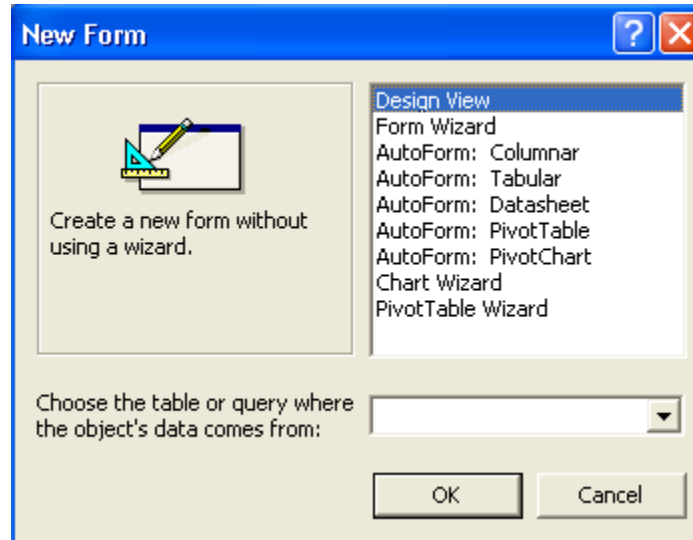 New Form
Create a new form without
using a wizard.
Design View
Form Wizard
AutoForm: Columnar
AutoForm: Tabular
AutoForm: Datasheet
AutoForm: PivotTable
AutoForm: PivotChart
Chart Wizard
PivotTable Wizard
Choose the table or query where
the object's data comes from:
OK
Cancel